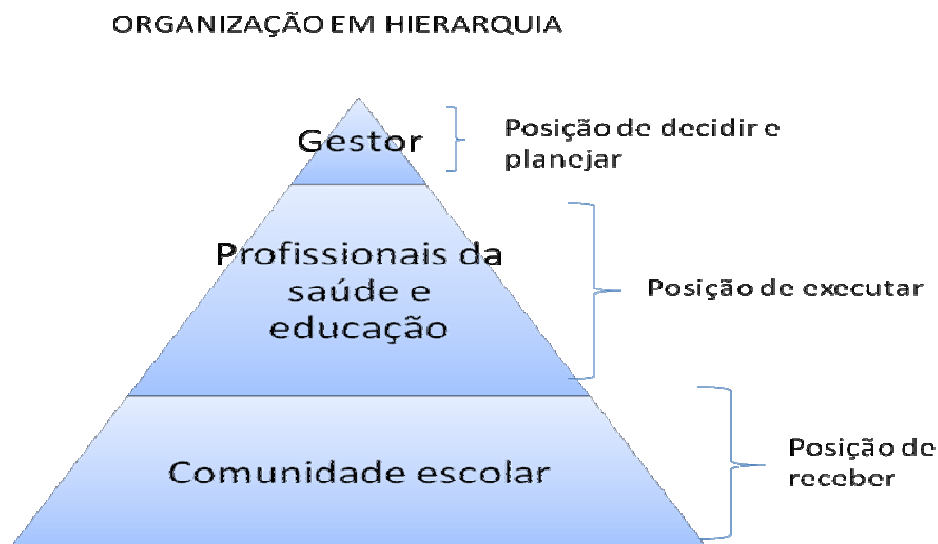 ORGANIZAÇÃO EM HIERARQUIA
Gestor
Posição de decidir e
planejar
Profissionais da
saúde e
educação
Posição de executar
Comunidade escolar
Posição de
receber